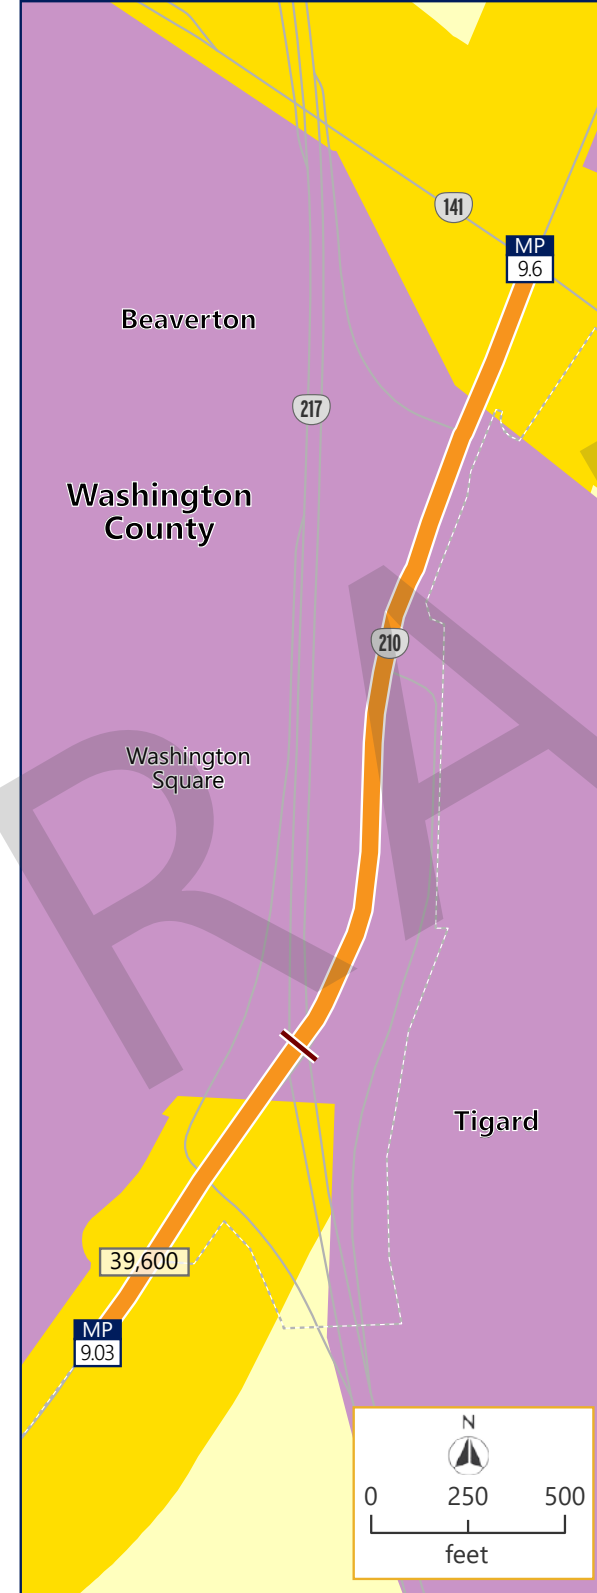 141
MP
9.6
Beaverton
217
Washington
County
210
Washington
Square
RA
Tigard
39,600
MP
9.03
N
0 250 500
feet